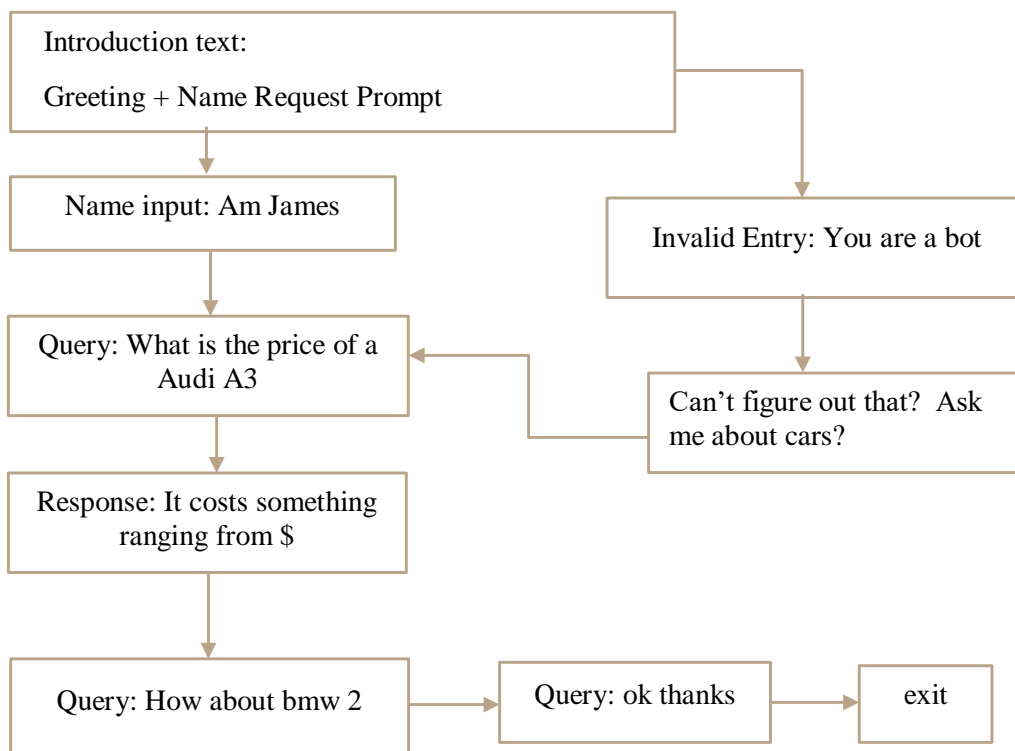 Introduction text:
Greeting + Name Request Prompt
Name input: Am James
Invalid Entry: You are a bot
Query: What is the price of a
Audi A3
Can’t figure out that?  Ask
me about cars?
Response: It costs something
ranging from $
Query: How about bmw 2
Query: ok thanks
exit